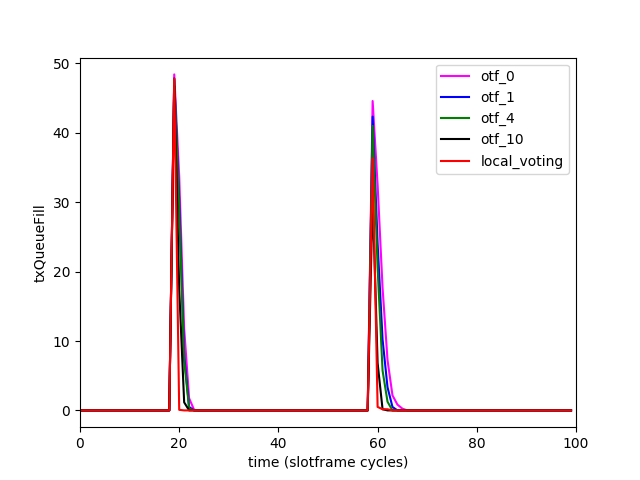 50
40
30
20
10
0
txQueueFill
otf_0
otf_1
otf_4
otf_10
local_voting
0 20 40 60 80 100
time (slotframe cycles)